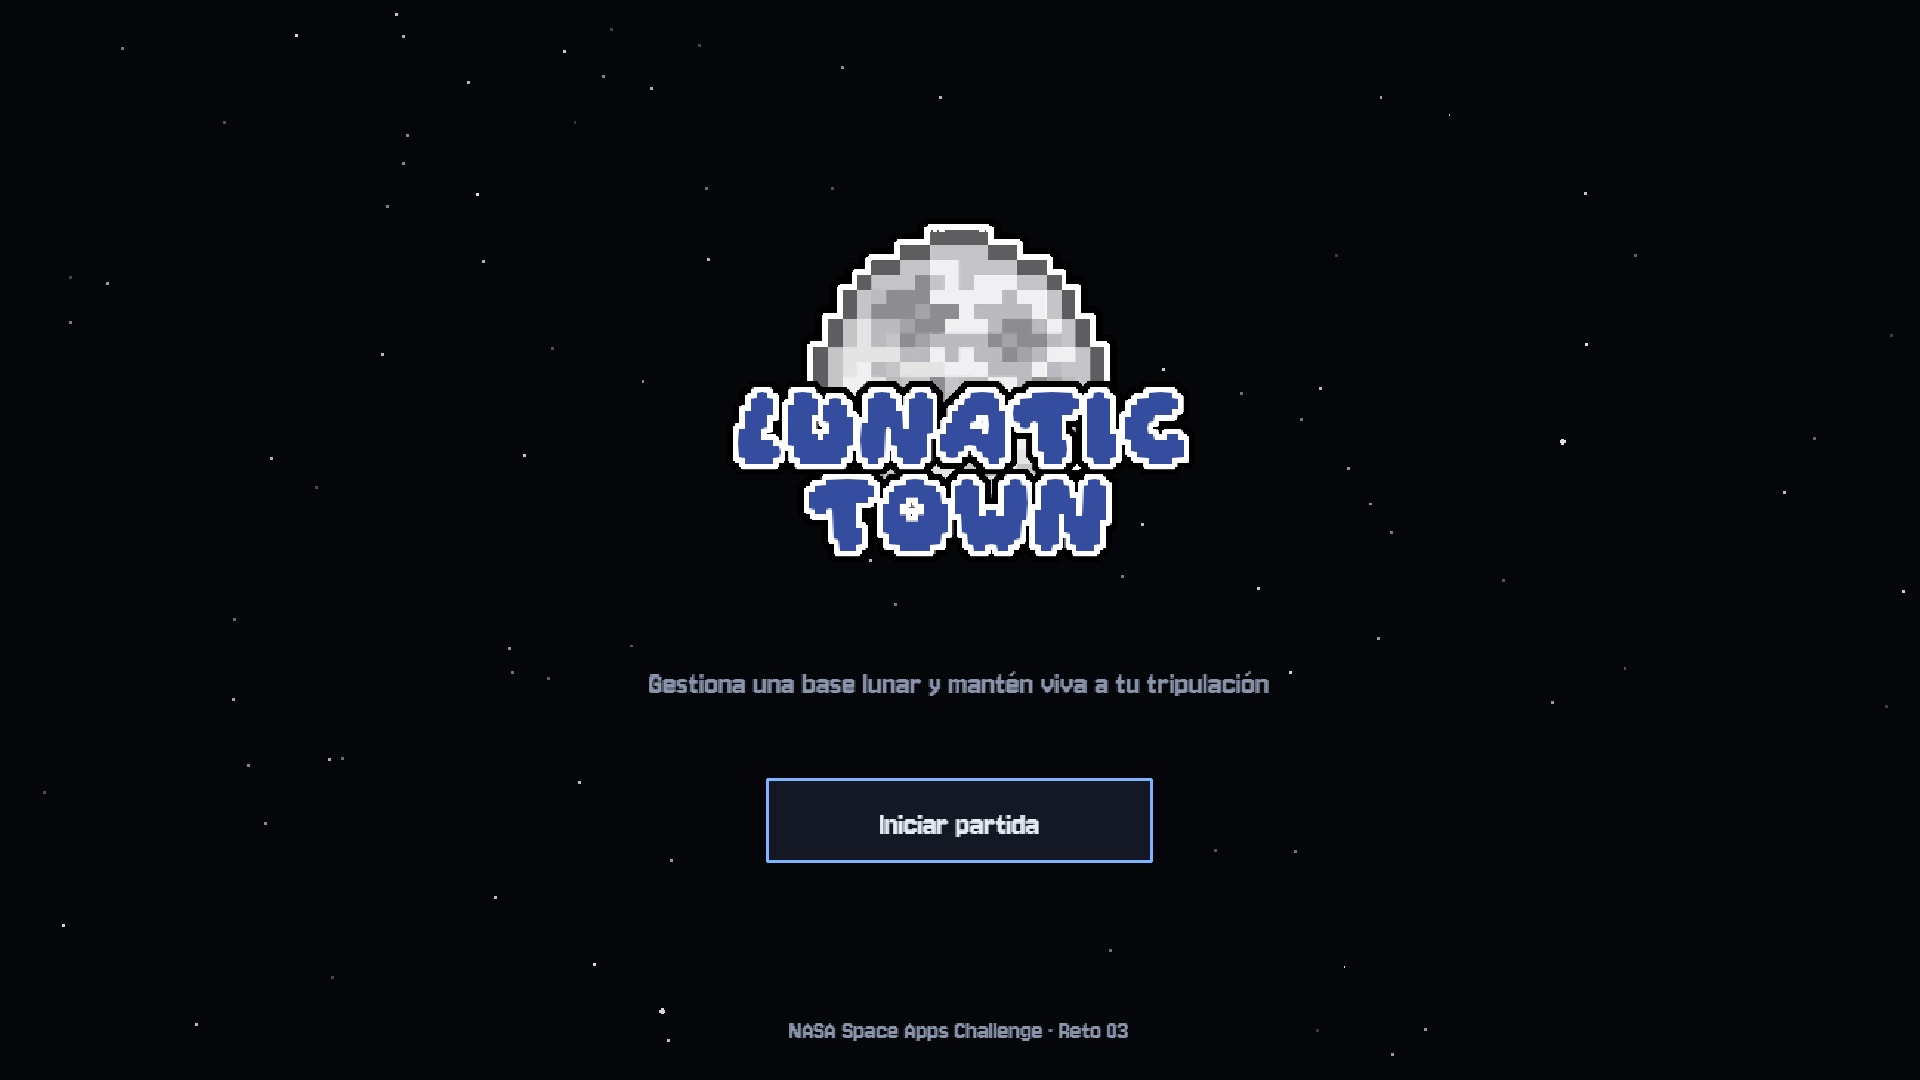 LUNATIC
TOWN
Gestiona una base lunar y mantén viva a tu tripulación
Iniciar partida
NASA Space Apps Challenge - Reto 03